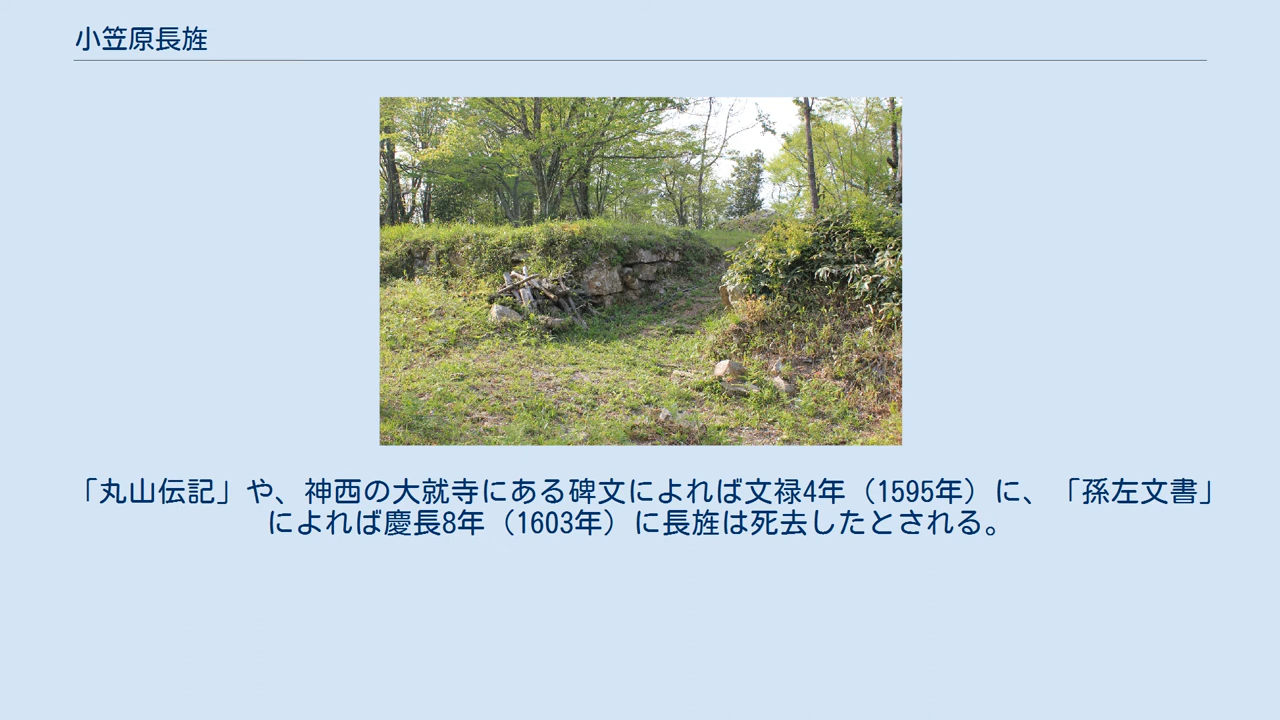 小笠原長旌
「丸山伝記」や、神西の大就寺にある碑文によれば文禄4年（1595年）に、「孫左文書」
によれば慶長8年（1603年）に長旌は死去したとされる。